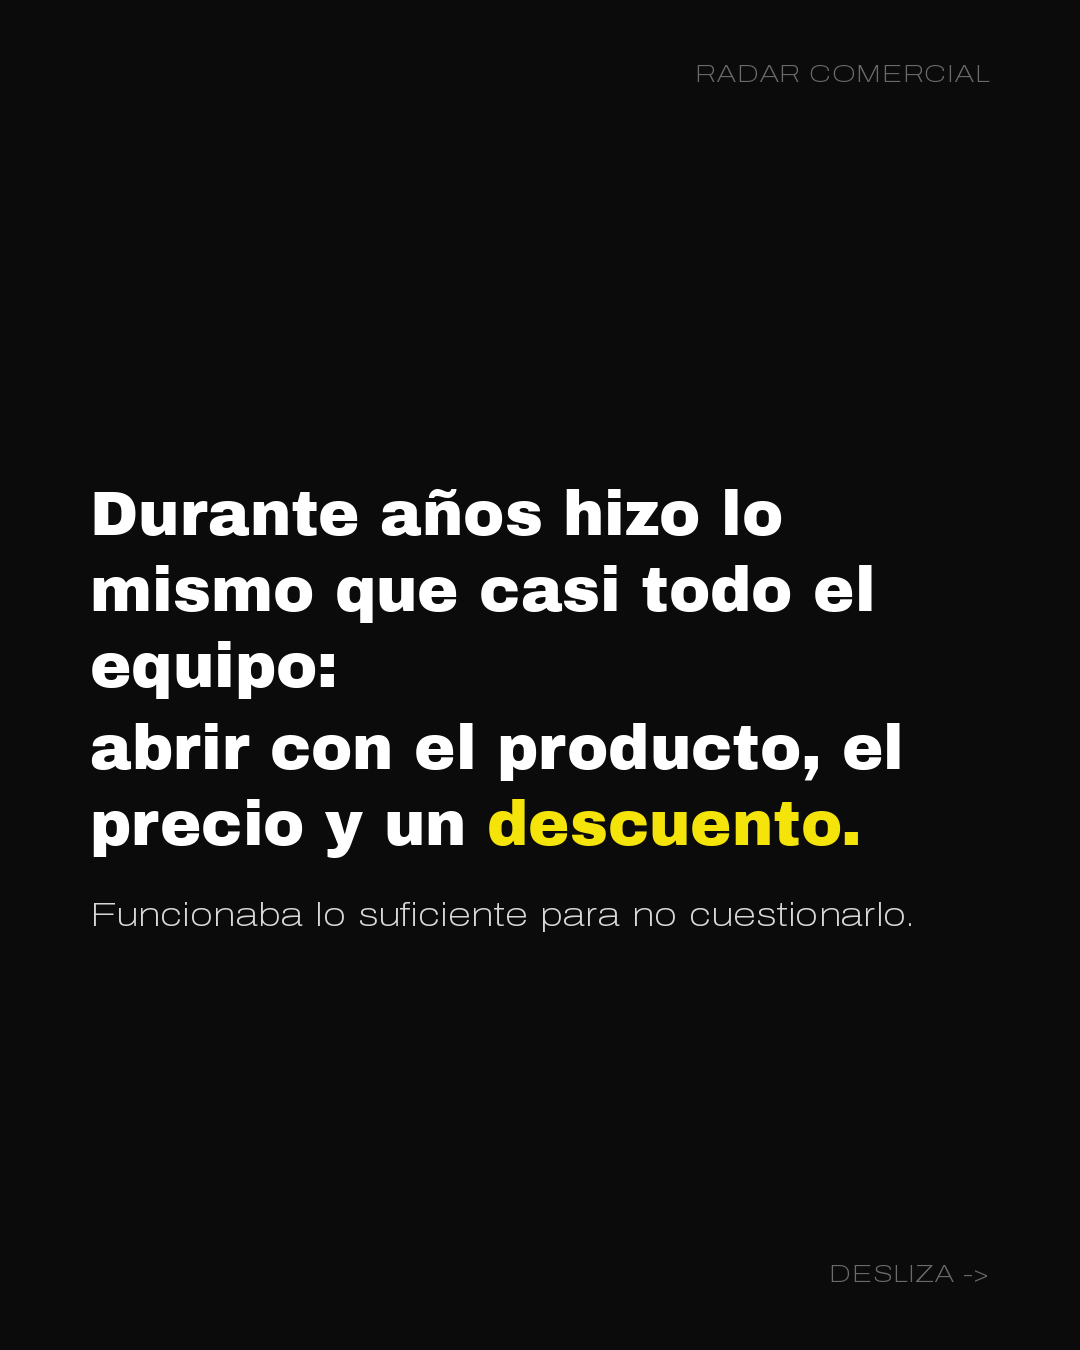 RADAR COMERCIAL
Durante años hizo lo
mismo que casi todo el
equipo:
abrir con el producto, el
precio y un descuento.
Funcionaba lo suficiente para no cuestionarlo.
DESLIZA ->